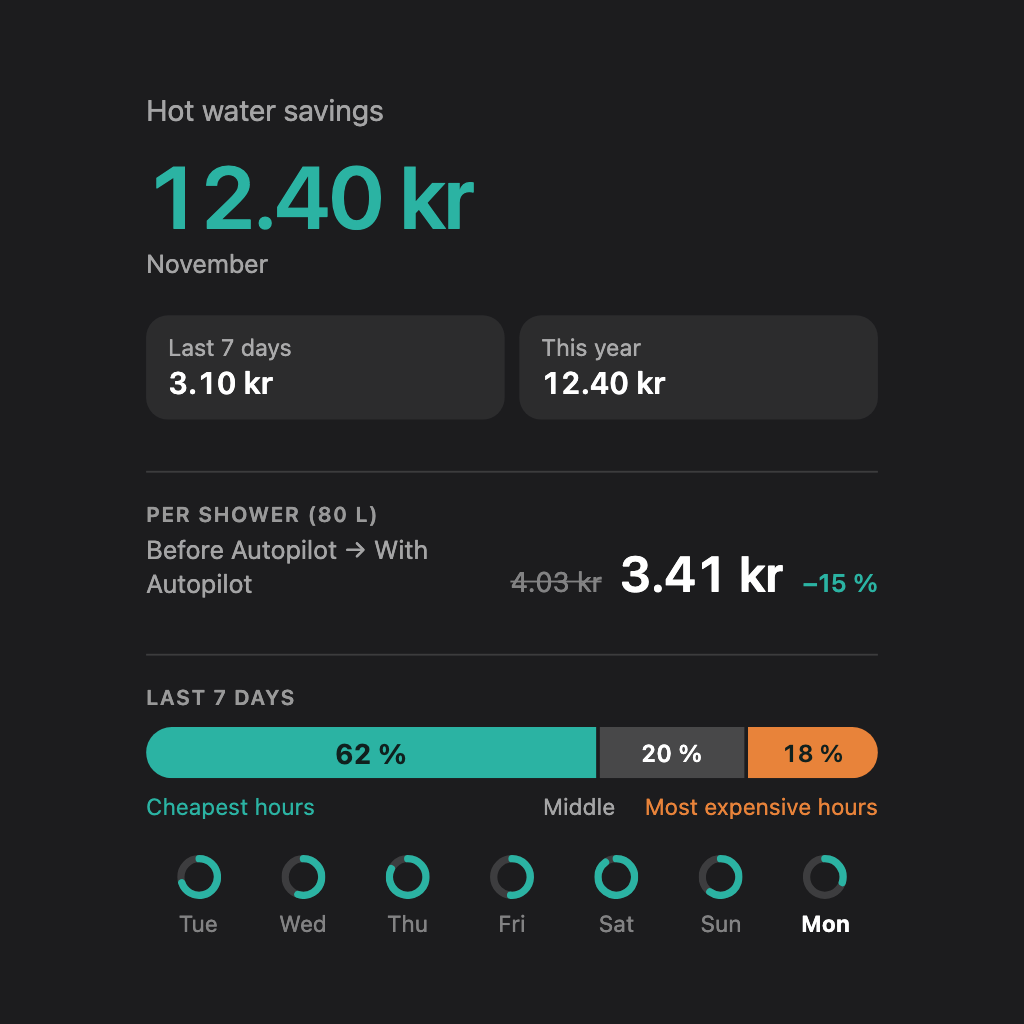 Hot water savings
12.40 kr
November
Last 7 days
3.10 kr
This year
12.40 kr
PER SHOWER (80 L)
Before Autopilot → With
Autopilot
4.03 kr 3.41 kr –15 %
LAST 7 DAYS
62 % 20 % 18 %
Cheapest hours Middle Most expensive hours
Tue Wed Thu Fri Sat Sun Mon